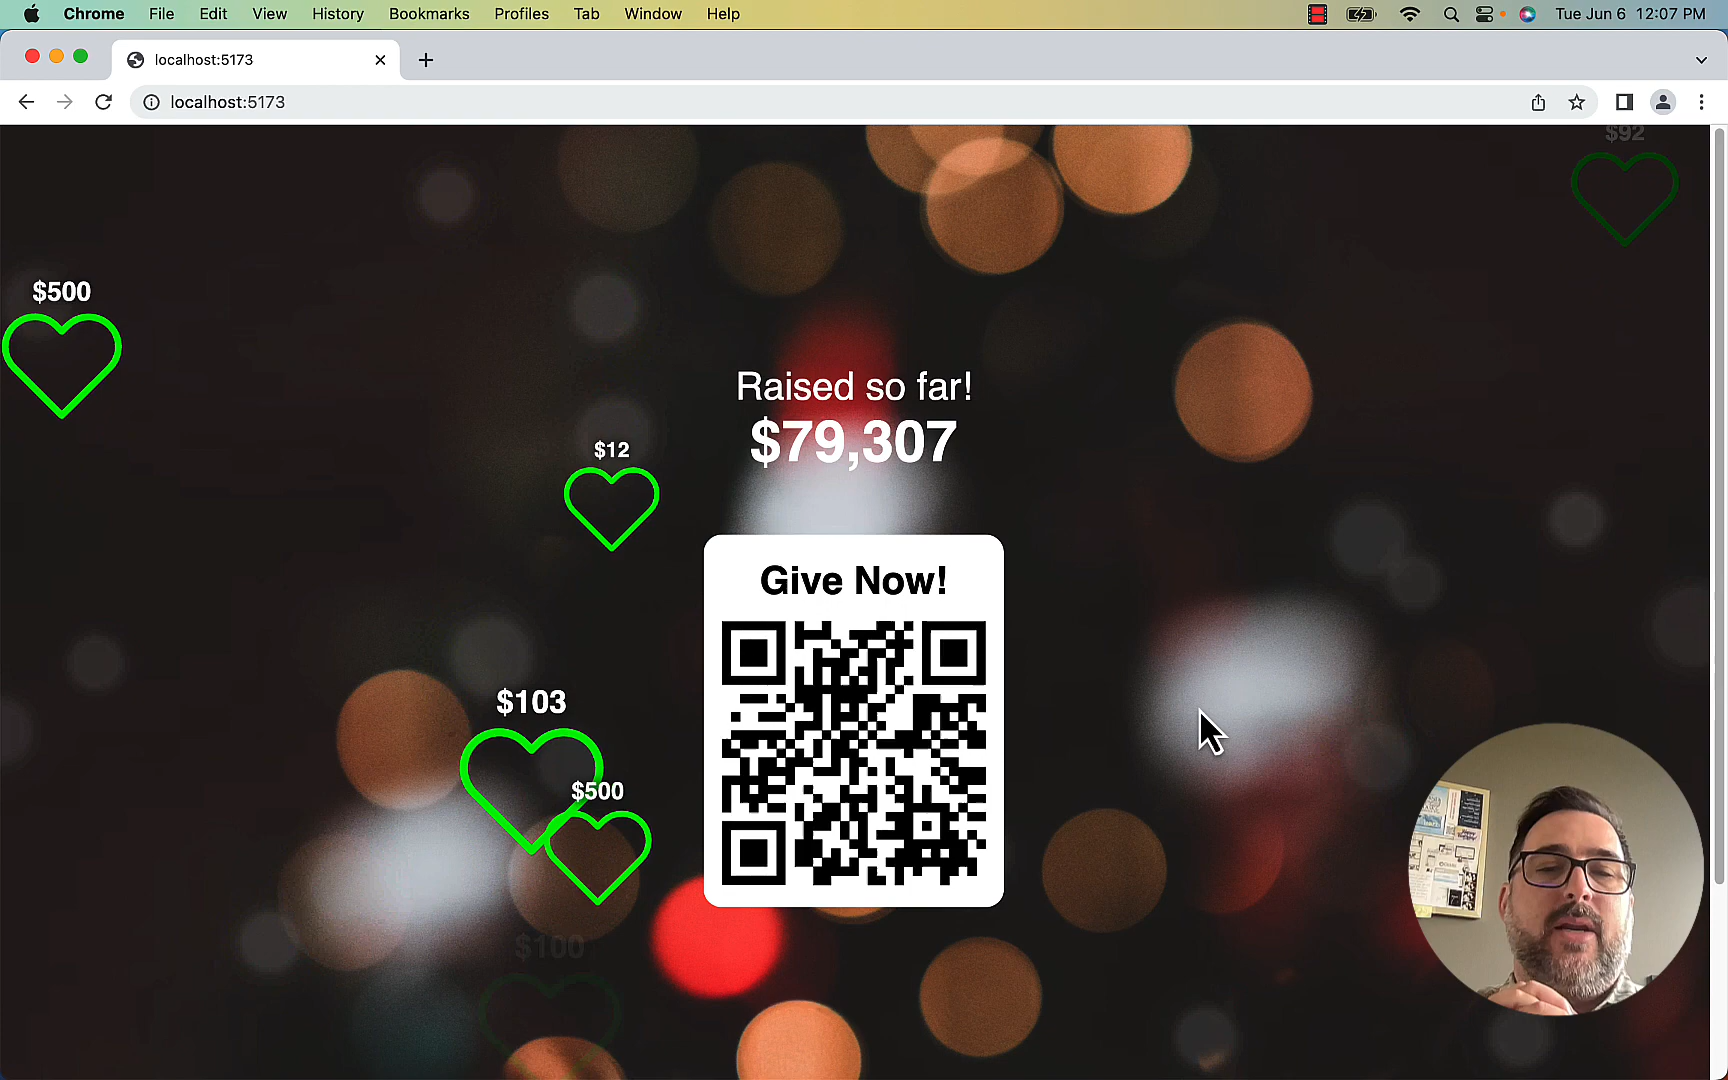 Chrome File Edit View History Bookmarks Profiles Tab Window Help Tue Jun 6 12:07 PM
localhost:5173
localhost:5173
$92
$500
Raised so far!
$79,307
$12
Give Now!
$103
$500
$100